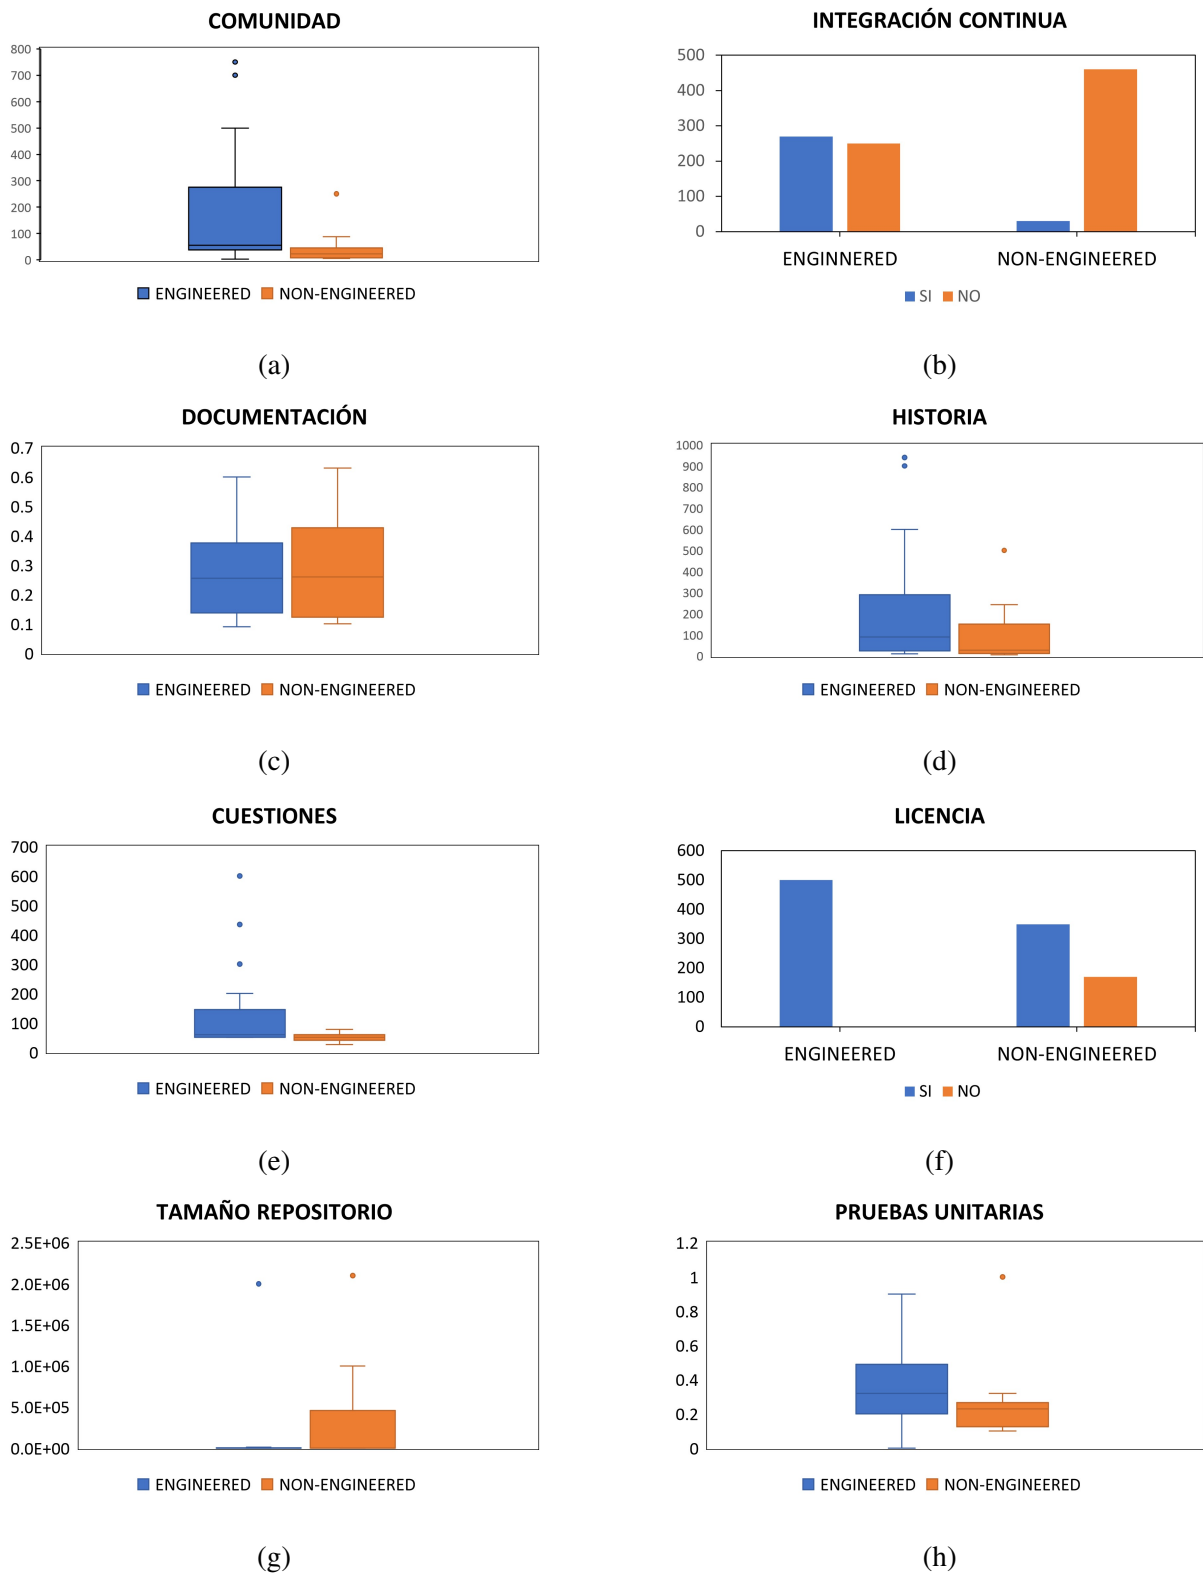 COMUNIDAD
800
700
600
500
400
300
200
100
0
ENGINEERED NON-ENGINEERED
(a)
INTEGRACIÓN CONTINUA
500
400
300
200
100
0
ENGINNERED NON-ENGINEERED
SI NO
(b)
DOCUMENTACIÓN
0.7
0.6
0.5
0.4
0.3
0.2
0.1
0
ENGINEERED NON-ENGINEERED
(c)
HISTORIA
1000
900
800
700
600
500
400
300
200
100
0
ENGINEERED NON-ENGINEERED
(d)
CUESTIONES
700
600
500
400
300
200
100
0
ENGINEERED NON-ENGINEERED
(e)
LICENCIA
600
500
400
300
200
100
0
ENGINEERED NON-ENGINEERED
SI NO
(f)
TAMAÑO REPOSITORIO
2.5E+06
2.0E+06
1.5E+06
1.0E+06
5.0E+05
0.0E+00
ENGINEERED NON-ENGINEERED
(g)
PRUEBAS UNITARIAS
1.2
1
0.8
0.6
0.4
0.2
0
ENGINEERED NON-ENGINEERED
(h)